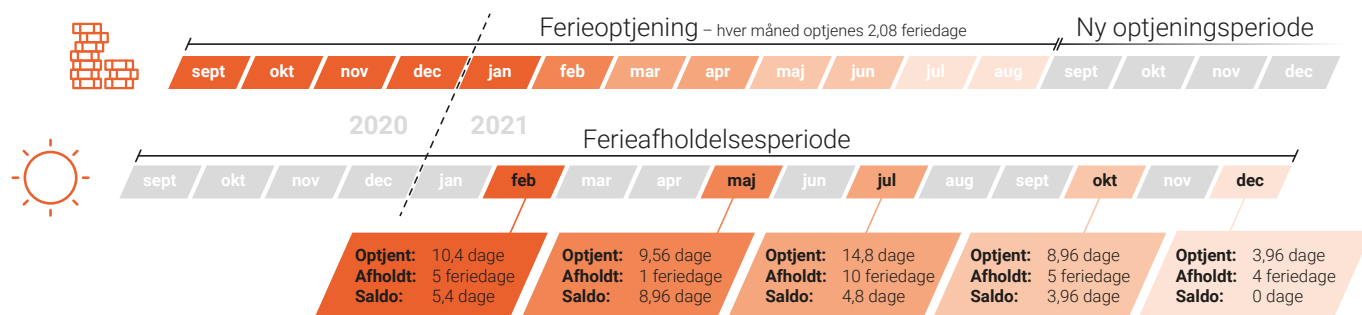 Ferieoptjening – hver måned optjenes 2,08 feriedage Ny optjeningsperiode
sept okt nov dec jan feb mar apr maj jun jul aug sept okt nov dec
2020 2021
Ferieafholdelsesperiode
sept okt nov dec jan feb mar apr maj jun jul aug sept okt nov dec
Optjent: 10,4 dage
Afholdt: 5 feriedage
Saldo: 5,4 dage
Optjent: 9,56 dage
Afholdt: 1 feriedage
Saldo: 8,96 dage
Optjent: 14,8 dage
Afholdt: 10 feriedage
Saldo: 4,8 dage
Optjent: 8,96 dage
Afholdt: 5 feriedage
Saldo: 3,96 dage
Optjent: 3,96 dage
Afholdt: 4 feriedage
Saldo: 0 dage